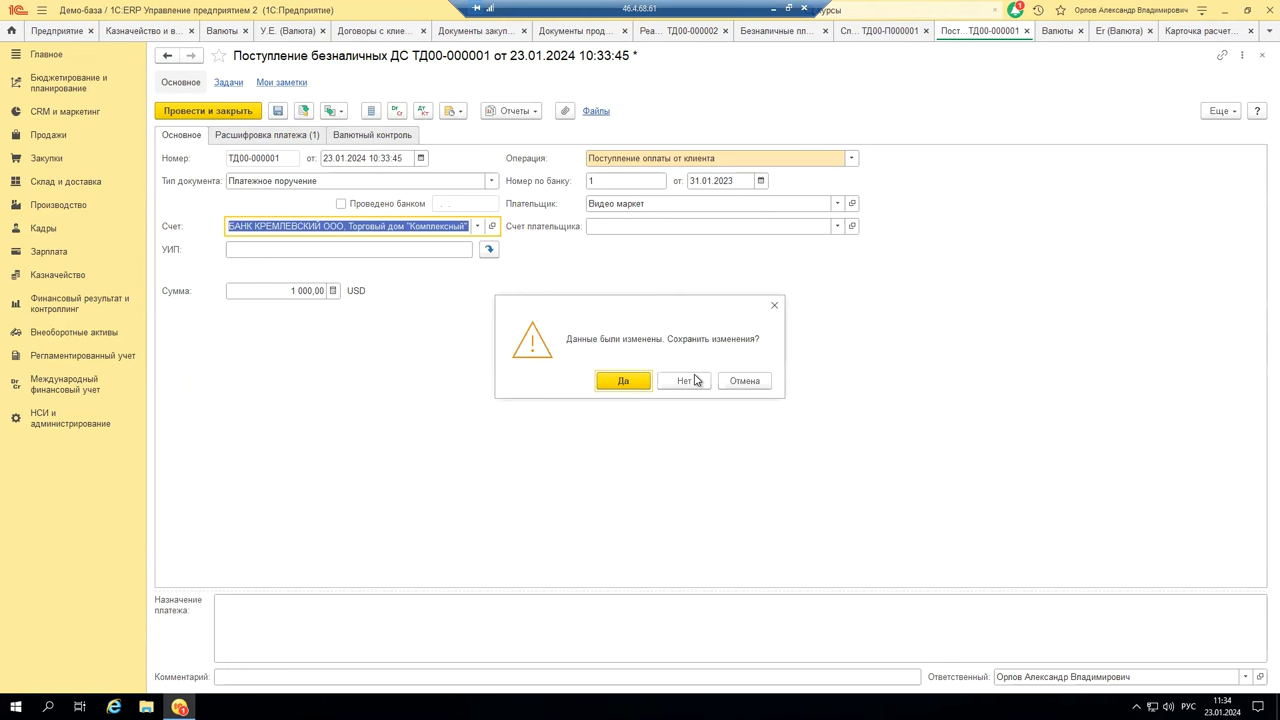 Демо-база / 1С:ERP Управление предприятием 2 (1С:Предприятие)
46.4.68.61
урсы
Орлов Александр Владимирович
Предприятие
Казначейство и в...
Валюты
У.Е. (Валюта)
Договоры с клие...
Документы закуп...
Документы прод...
Реа... ТД00-000002
Безналичные пл...
Сп... ТД00-П000001
Пост...ТД00-000001
Валюты
Er (Валюта)
Карточка расчет...
Главное
Бюджетирование и
планирование
CRM и маркетинг
Продажи
Закупки
Склад и доставка
Производство
Кадры
Зарплата
Казначейство
Финансовый результат и
контроллинг
Внеоборотные активы
Регламентированный учет
Международный
финансовый учет
НСИ и
администрирование
Поступление безналичных ДС ТД00-000001 от 23.01.2024 10:33:45 *
Основное Задачи Мои заметки
Провести и закрыть
Отчеты
Файлы
Еще
?
Основное Расшифровка платежа (1) Валютный контроль
Номер: ТД00-000001 от: 23.01.2024 10:33:45 Операция: Поступление оплаты от клиента
Тип документа: Платежное поручение Номер по банку: 1 от: 31.01.2023
Проведено банком . . Плательщик: Видео маркет
Счет: БАНК КРЕМЛЕВСКИЙ ООО, Торговый дом "Комплексный" Счет плательщика:
УИП:
Сумма: 1 000,00 USD
Данные были изменены. Сохранить изменения?
Да Нет Отмена
Назначение
платежа:
Комментарий: Ответственный: Орлов Александр Владимирович
РУС
11:34
23.01.2024